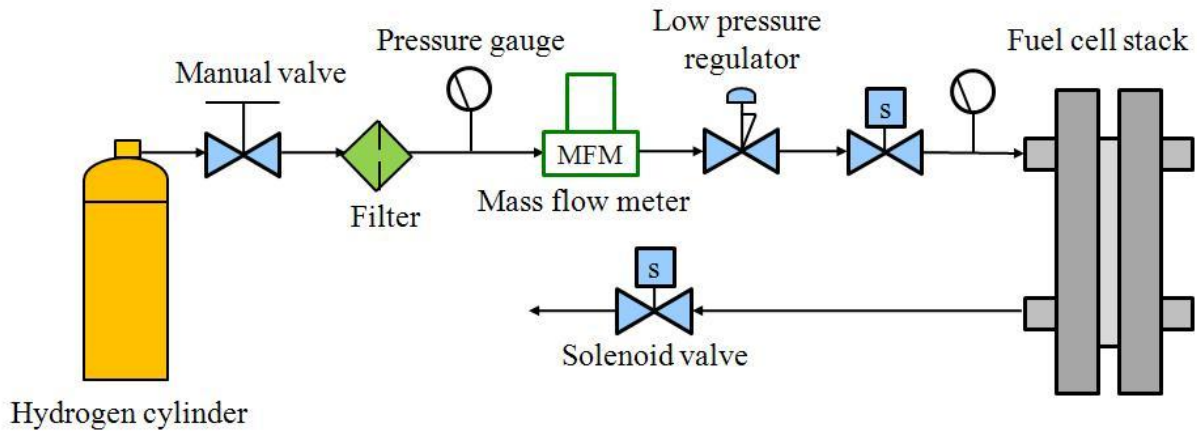 Pressure gauge
Low pressure
regulator
Fuel cell stack
Manual valve
s
MFM
Filter
Mass flow meter
s
Solenoid valve
Hydrogen cylinder